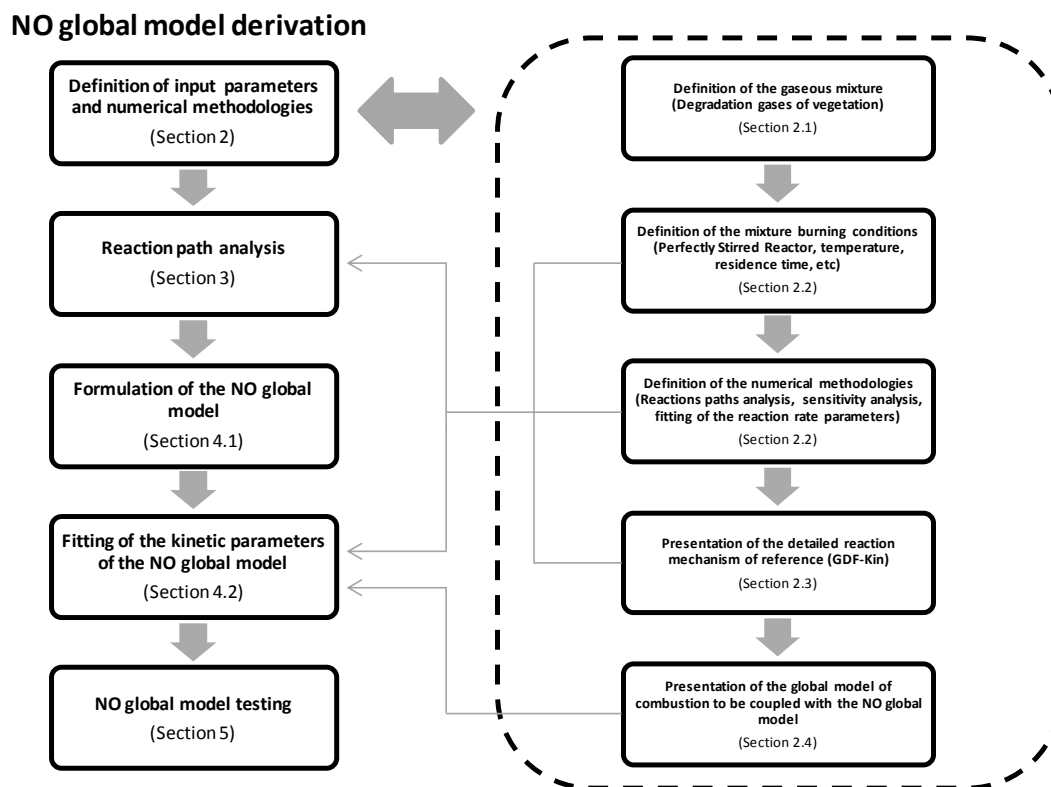 NO global model derivation
Definition of input parameters
and numerical methodologies
(Section 2)
Reaction path analysis
(Section 3)
Formulation of the NO global
model
(Section 4.1)
Fitting of the kinetic parameters
of the NO global model
(Section 4.2)
NO global model testing
(Section 5)
Definition of the gaseous mixture
(Degradation gases of vegetation)
(Section 2.1)
Definition of the mixture burning conditions
(Perfectly Stirred Reactor, temperature,
residence time, etc)
(Section 2.2)
Definition of the numerical methodologies
(Reactions paths analysis, sensitivity analysis,
fitting of the reaction rate parameters)
(Section 2.2)
Presentation of the detailed reaction
mechanism of reference (GDF-Kin)
(Section 2.3)
Presentation of the global model of
combustion to be coupled with the NO global
model
(Section 2.4)